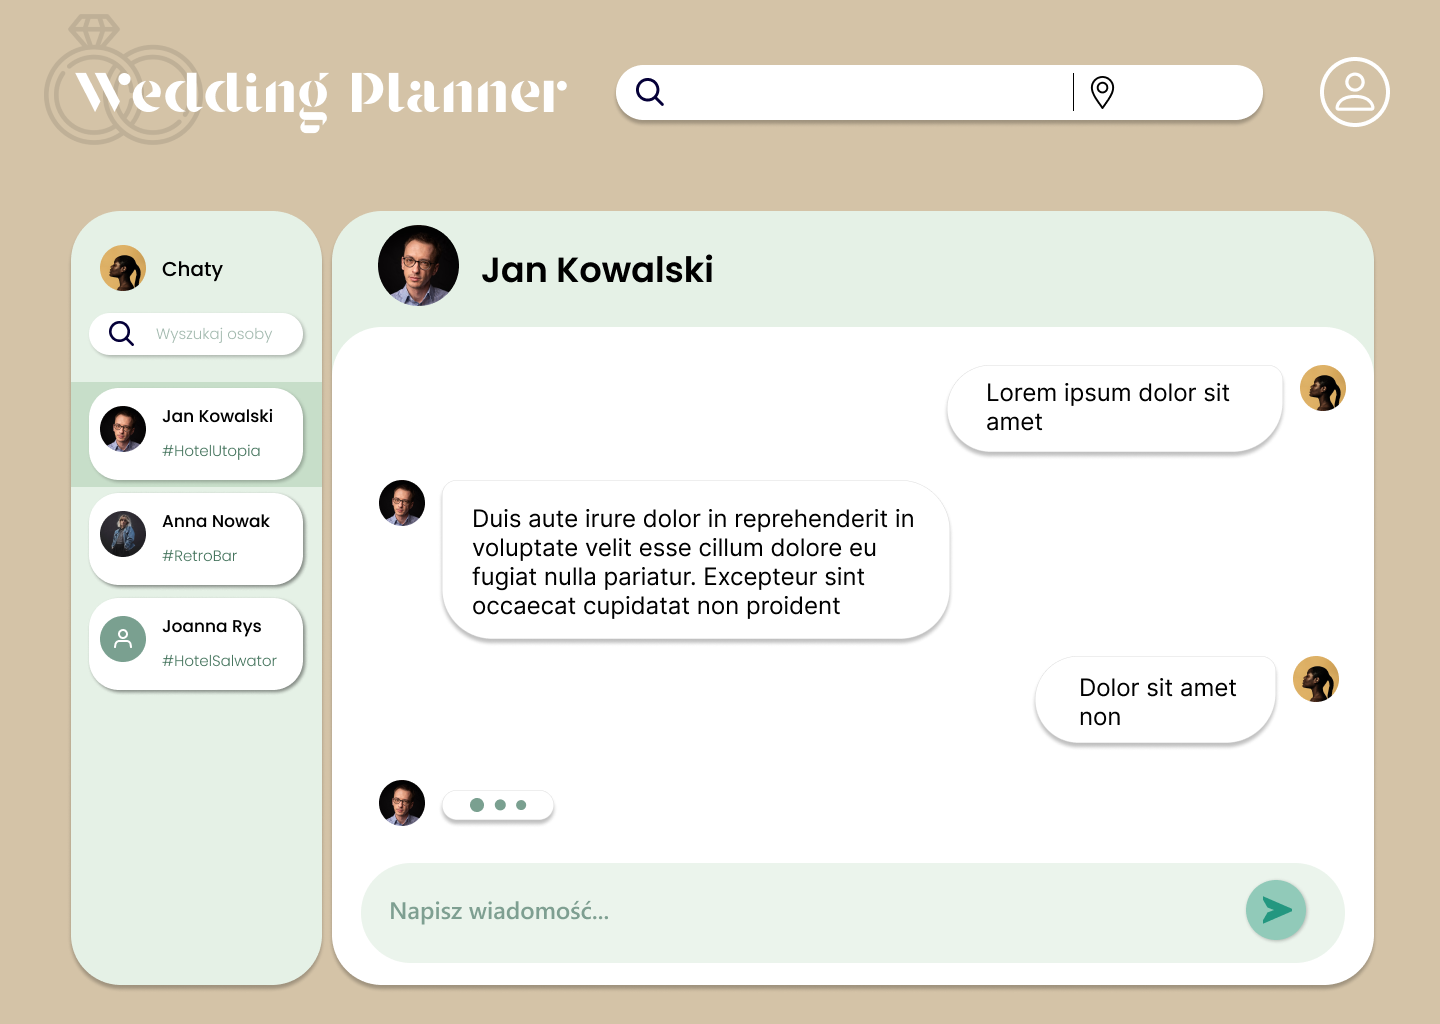 Wedding Planner
Chaty
Wyszukaj osoby
Jan Kowalski
#HotelUtopia
Anna Nowak
#RetroBar
Joanna Rys
#HotelSalwator
Jan Kowalski
Lorem ipsum dolor sit
amet
Duis aute irure dolor in reprehenderit in
voluptate velit esse cillum dolore eu
fugiat nulla pariatur. Excepteur sint
occaecat cupidatat non proident
Dolor sit amet
non
Napisz wiadomość...